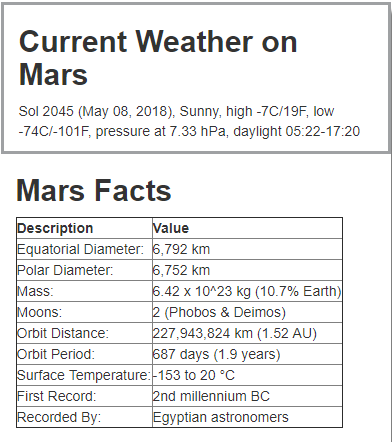 Current Weather on
Mars
Sol 2045 (May 08, 2018), Sunny, high -7C/19F, low
-74C/-101F, pressure at 7.33 hPa, daylight 05:22-17:20
Mars Facts
Description Value
Equatorial Diameter: 6,792 km
Polar Diameter: 6,752 km
Mass: 6.42 x 10^23 kg (10.7% Earth)
Moons: 2 (Phobos & Deimos)
Orbit Distance: 227,943,824 km (1.52 AU)
Orbit Period: 687 days (1.9 years)
Surface Temperature: -153 to 20 °C
First Record: 2nd millennium BC
Recorded By: Egyptian astronomers